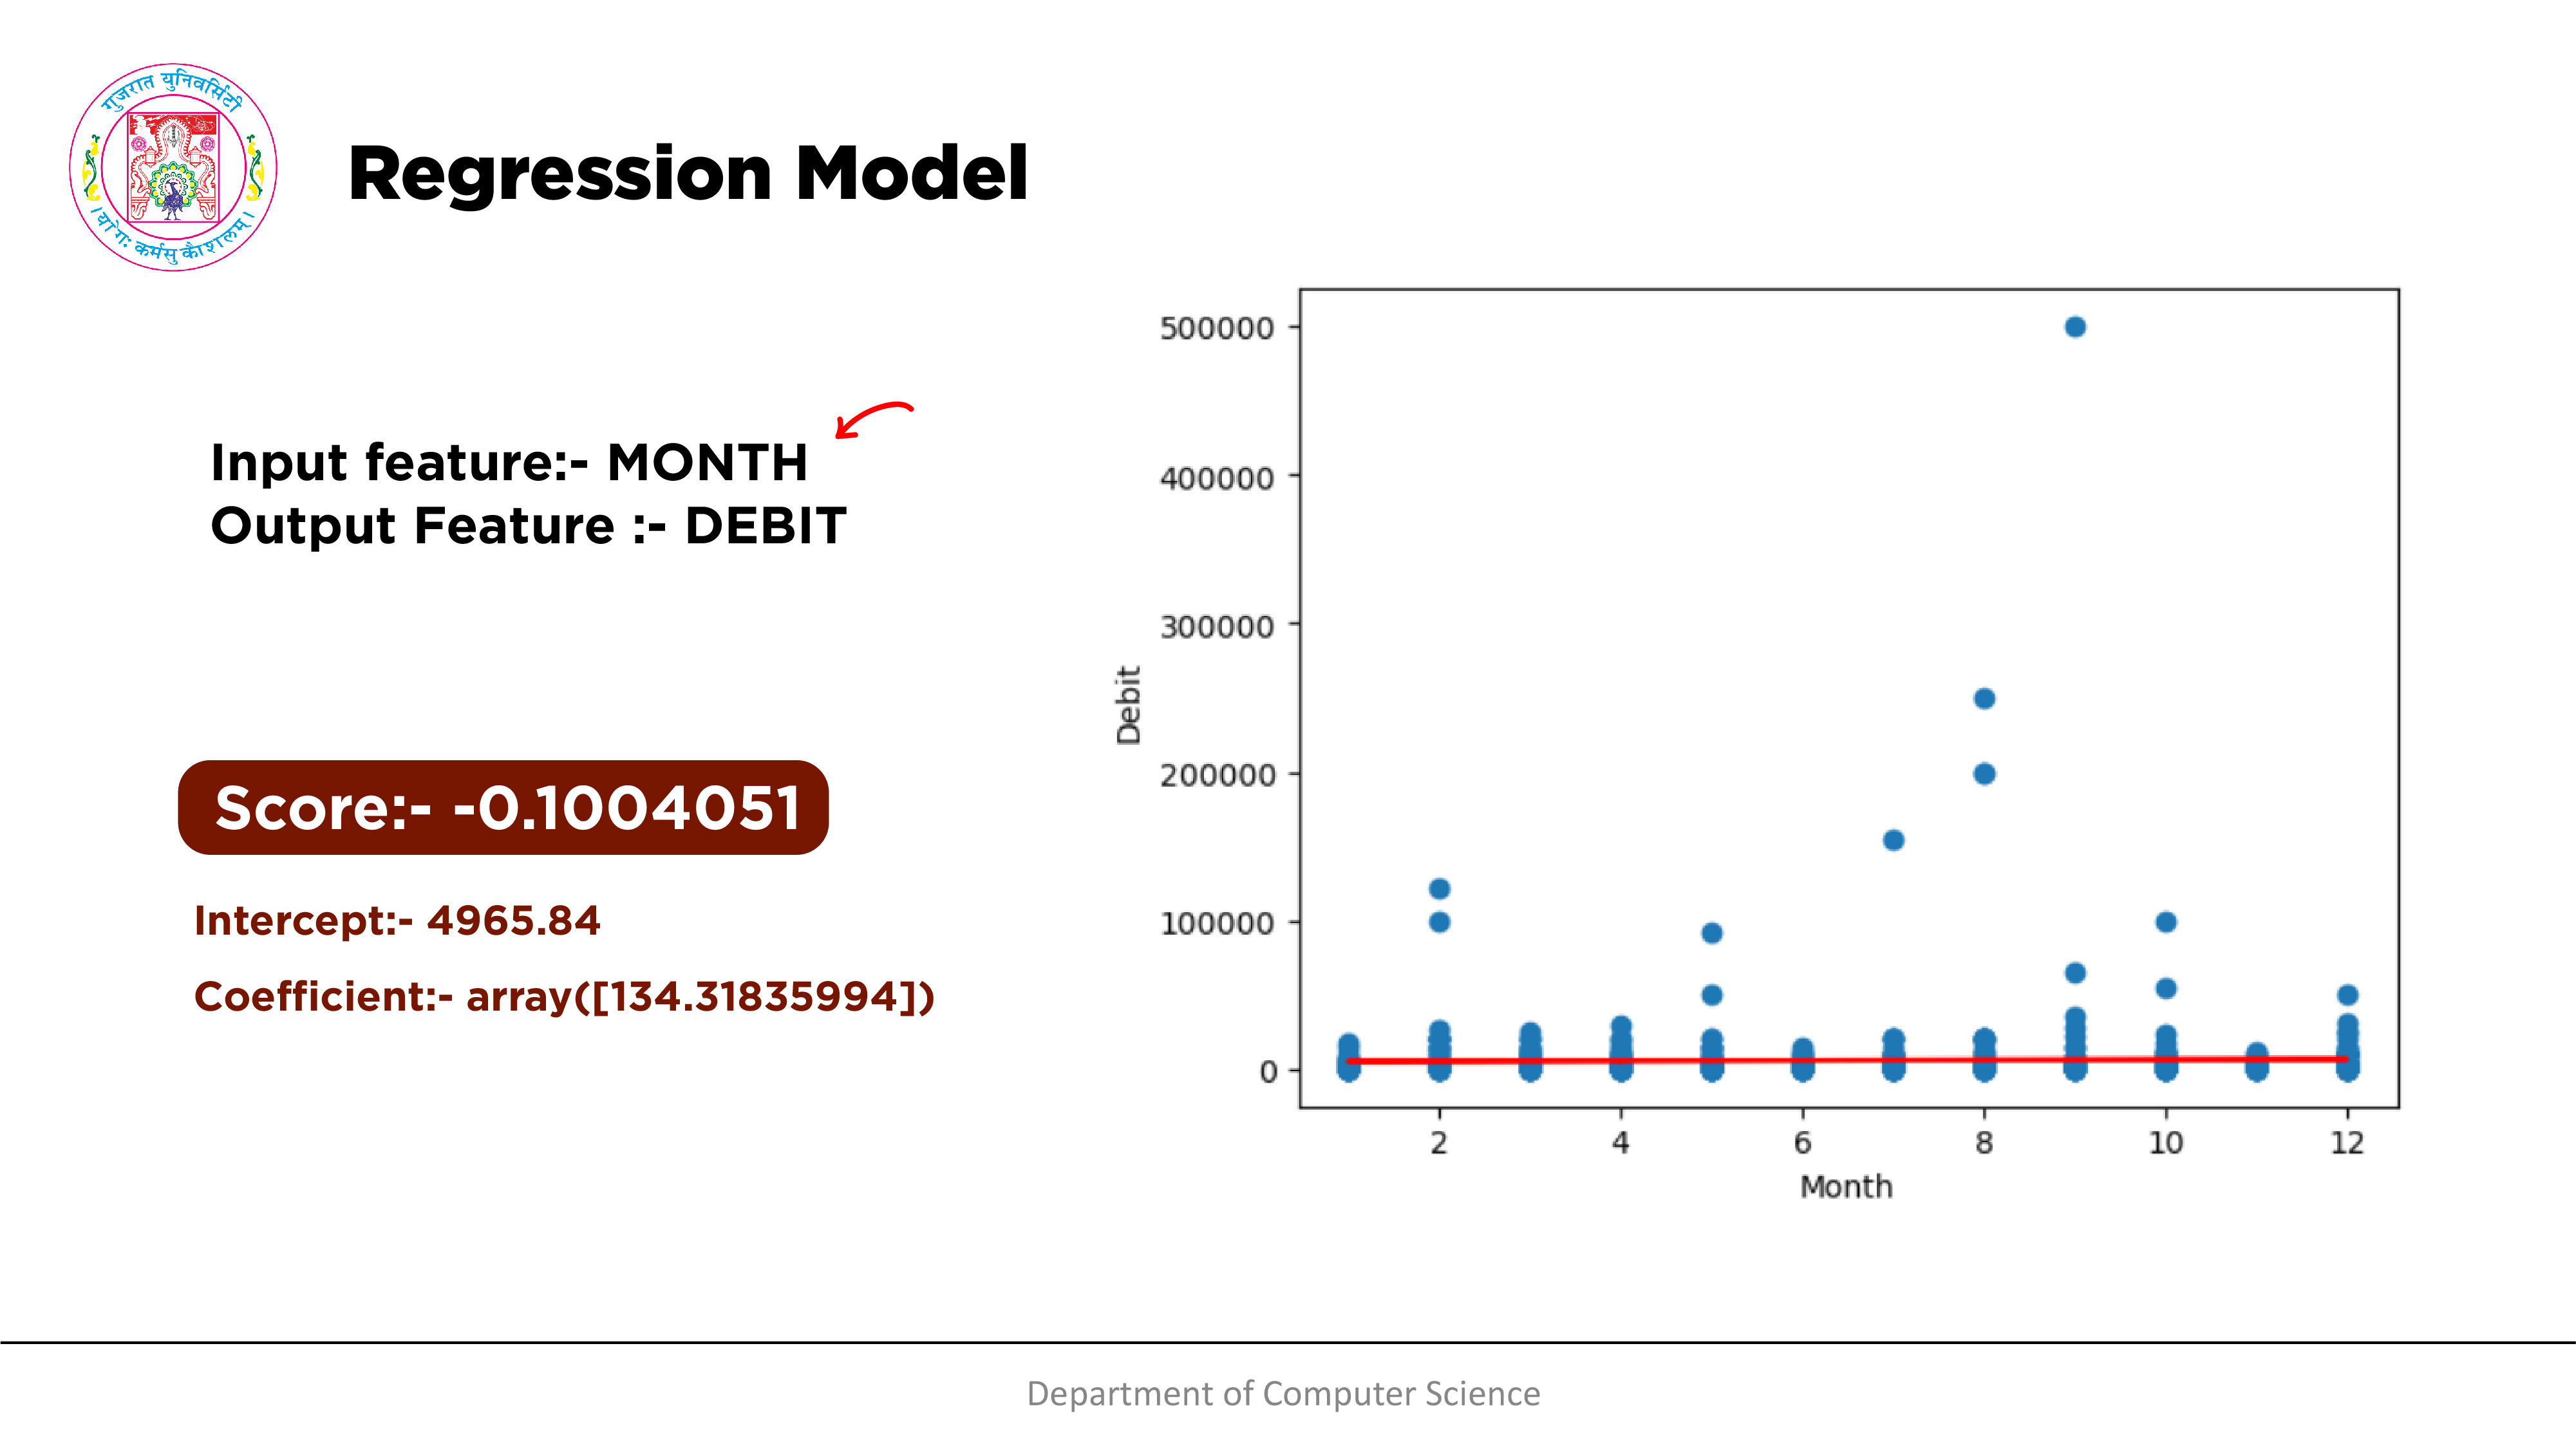 गुजरात युनिवर्सिटी
। योगः कर्मसु कौशलम् ।
Regression Model
Input feature:- MONTH
Output Feature :- DEBIT
Score:- -0.1004051
Intercept:- 4965.84
Coefficient:- array([134.31835994])
500000
400000
300000
200000
100000
0
Debit
2 4 6 8 10 12
Month
Department of Computer Science